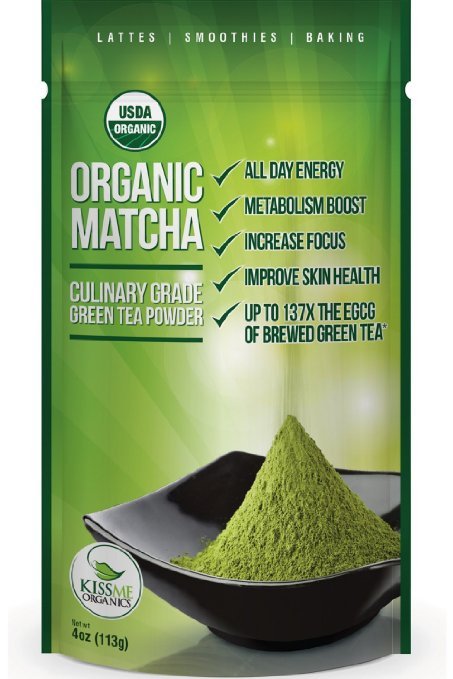 LATTES | SMOOTHIES | BAKING
USDA
ORGANIC
ORGANIC
MATCHA
CULINARY GRADE
GREEN TEA POWDER
ALL DAY ENERGY
METABOLISM BOOST
INCREASE FOCUS
IMPROVE SKIN HEALTH
UP TO 137X THE EGCG
OF BREWED GREEN TEA*
KISSME
ORGANICS
Net wt
4oz (113g)